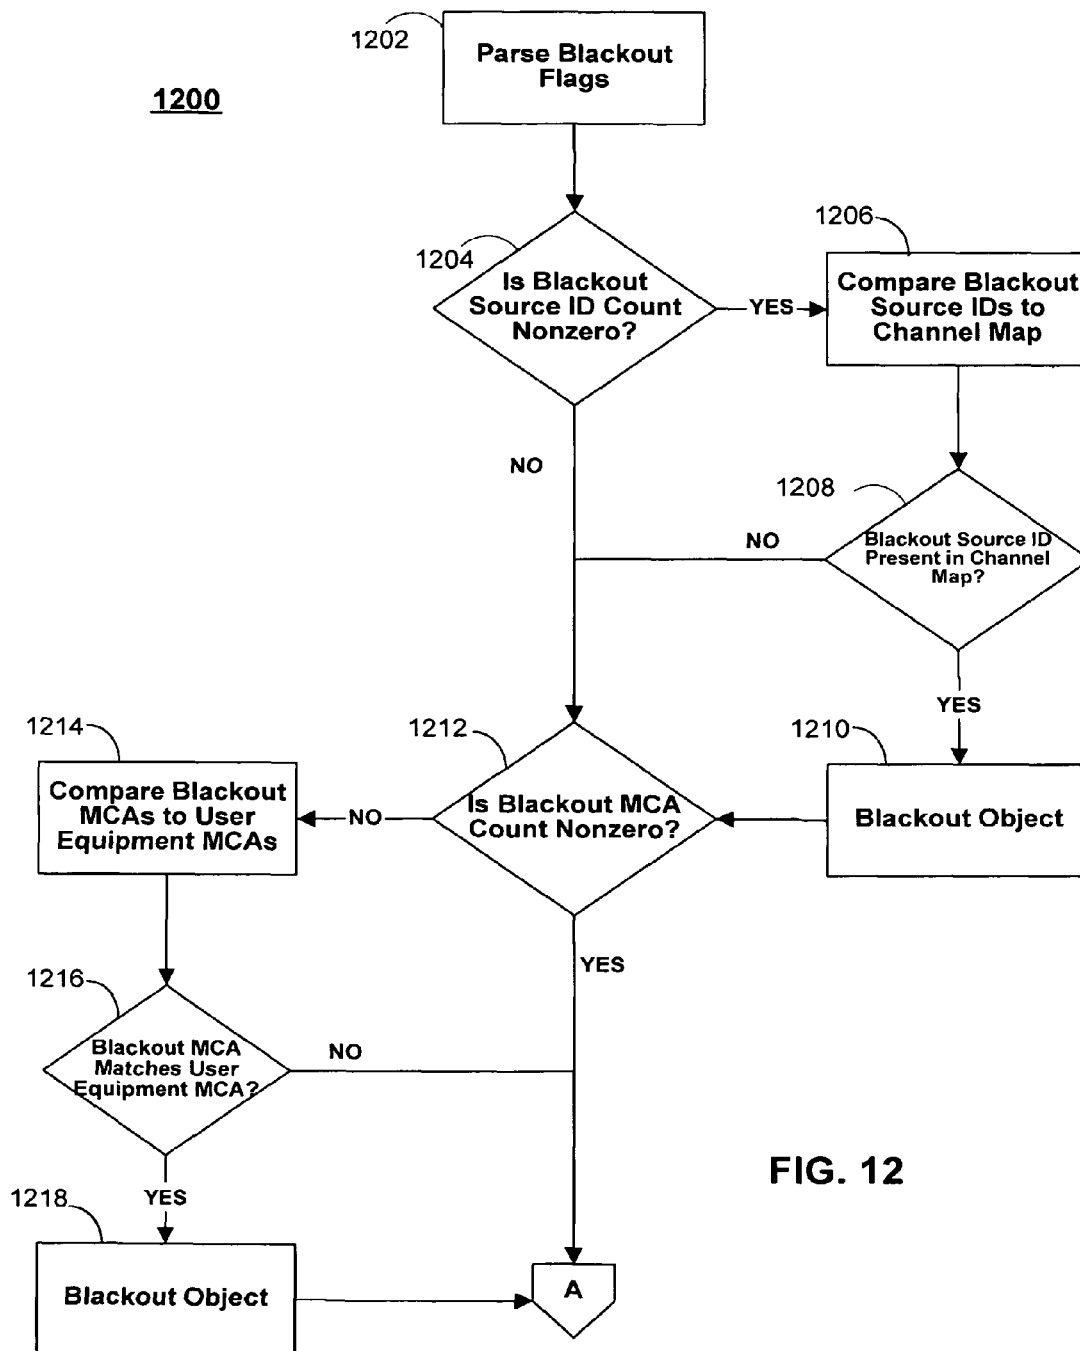 1202
Parse Blackout
Flags
1200
1204
Is Blackout
Source ID Count
Nonzero?
YES
1206
Compare Blackout
Source IDs to
Channel Map
NO
1208
Blackout Source ID
Present in Channel
Map?
NO
YES
1210
Blackout Object
1212
Is Blackout MCA
Count Nonzero?
NO
1214
Compare Blackout
MCAs to User
Equipment MCAs
YES
1216
Blackout MCA
Matches User
Equipment MCA?
NO
YES
1218
Blackout Object
A
FIG. 12